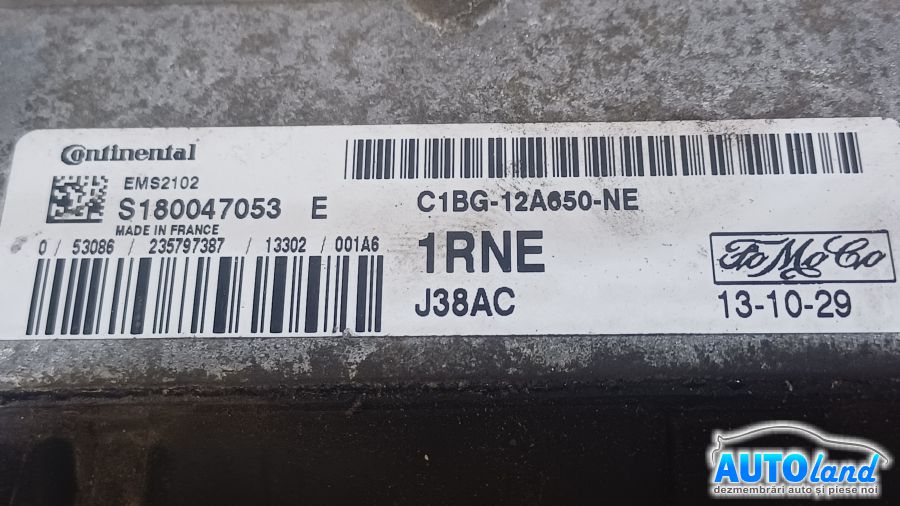 Continental
EMS2102
S180047053 E
MADE IN FRANCE
0 / 53086 / 235797387 / 13302 / 001A6
C1BG-12A650-NE
1RNE
J38AC
FoMoCo
13-10-29
AUTOland
dezmembrări auto și piese noi